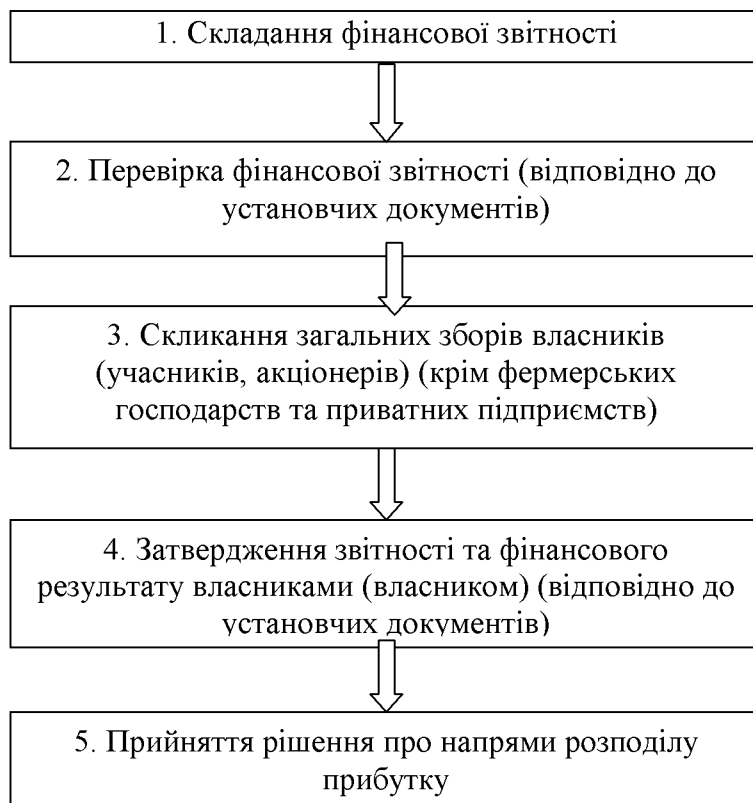 1. Складання фінансової звітності
2. Перевірка фінансової звітності (відповідно до
установчих документів)
3. Скликання загальних зборів власників
(учасників, акціонерів) (крім фермерських
господарств та приватних підприємств)
4. Затвердження звітності та фінансового
результату власниками (власником) (відповідно до
установчих документів)
5. Прийняття рішення про напрями розподілу
прибутку